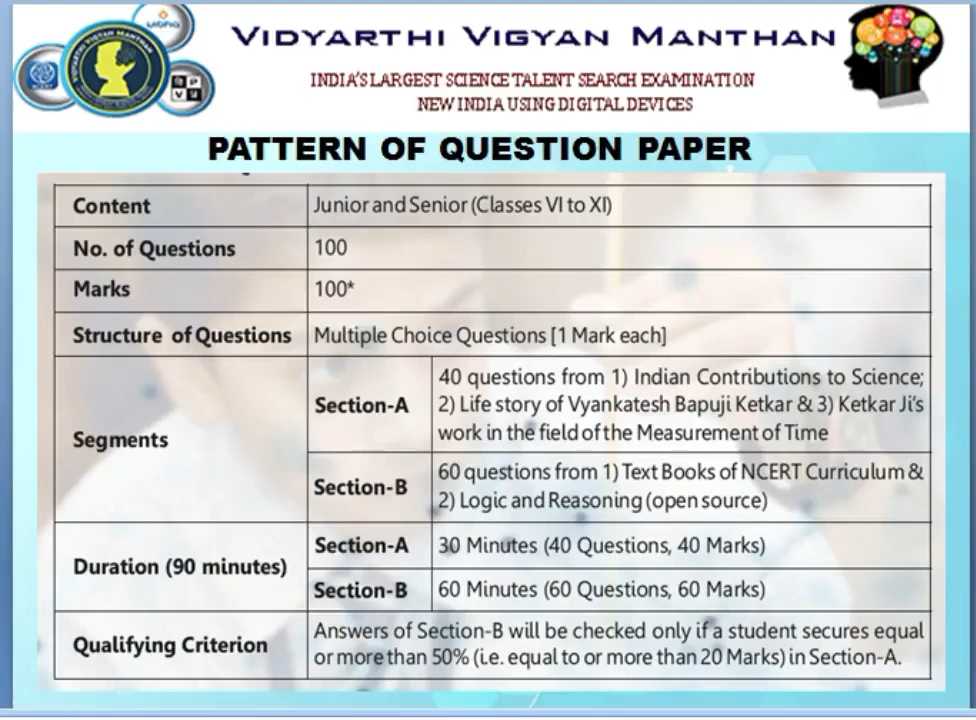 VIDYARTHI VIGYAN MANTHAN
INDIA'S LARGEST SCIENCE TALENT SEARCH EXAMINATION
NEW INDIA USING DIGITAL DEVICES
PATTERN OF QUESTION PAPER
Content Junior and Senior (Classes VI to XI)
No. of Questions 100
Marks 100*
Structure of Questions Multiple Choice Questions [1 Mark each]
Segments
Section-A
40 questions from 1) Indian Contributions to Science;
2) Life story of Vyankatesh Bapuji Ketkar & 3) Ketkar Ji's
work in the field of the Measurement of Time
Section-B
60 questions from 1) Text Books of NCERT Curriculum &
2) Logic and Reasoning (open source)
Duration (90 minutes)
Section-A 30 Minutes (40 Questions, 40 Marks)
Section-B 60 Minutes (60 Questions, 60 Marks)
Qualifying Criterion
Answers of Section-B will be checked only if a student secures equal
or more than 50% (i.e. equal to or more than 20 Marks) in Section-A.